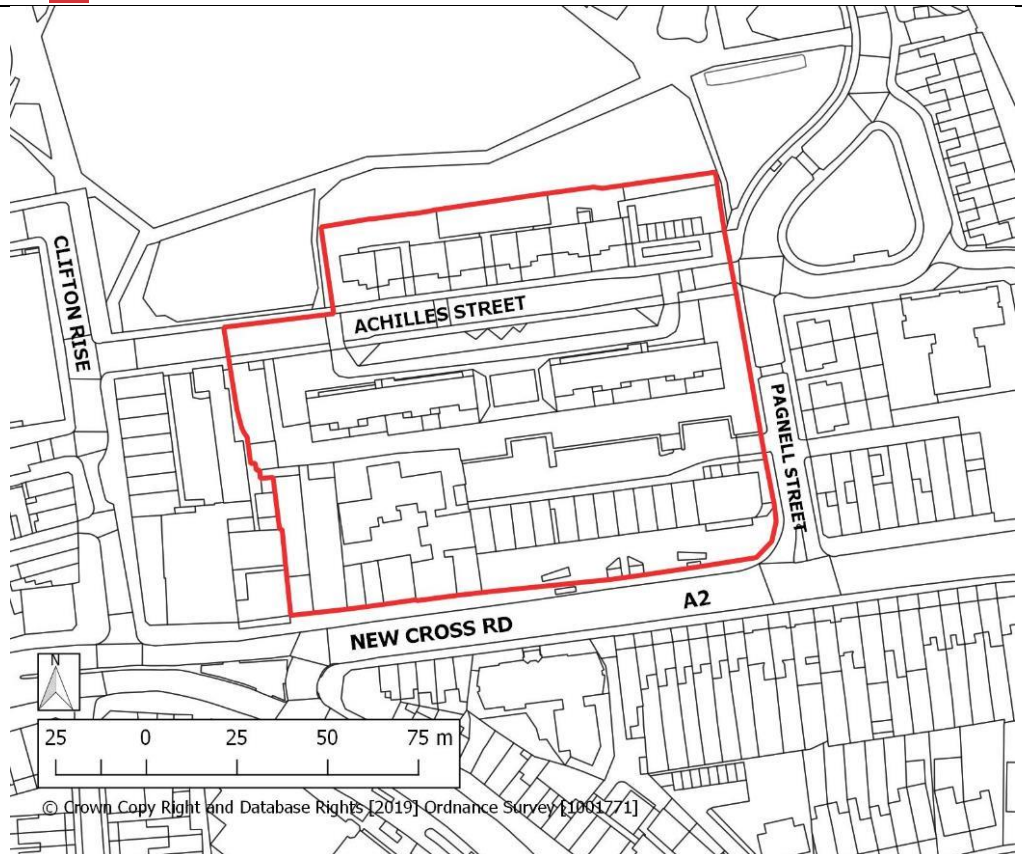 CLIFTON RISE
ACHILLES STREET
PAGNELL STREET
A2
NEW CROSS RD
N
25 0 25 50 75 m
© Crown Copy Right and Database Rights [2019] Ordnance Survey [1001771]